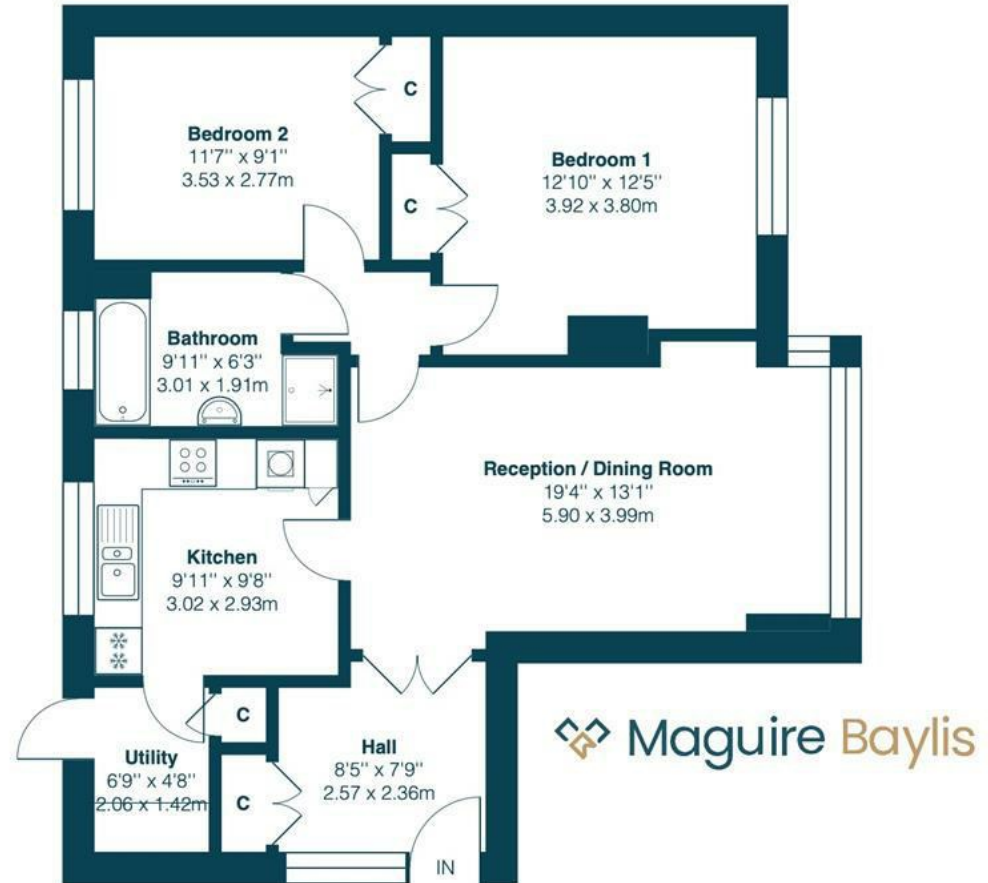 Bedroom 2
11'7'' x 9'1''
3.53 x 2.77m
C
C
Bedroom 1
12'10'' x 12'5''
3.92 x 3.80m
Bathroom
9'11'' x 6'3''
3.01 x 1.91m
Reception / Dining Room
19'4'' x 13'1''
5.90 x 3.99m
Kitchen
9'11'' x 9'8''
3.02 x 2.93m
C
Utility
6'9'' x 4'8''
2.06 x 1.42m
C
Hall
8'5'' x 7'9''
2.57 x 2.36m
IN
Maguire Baylis